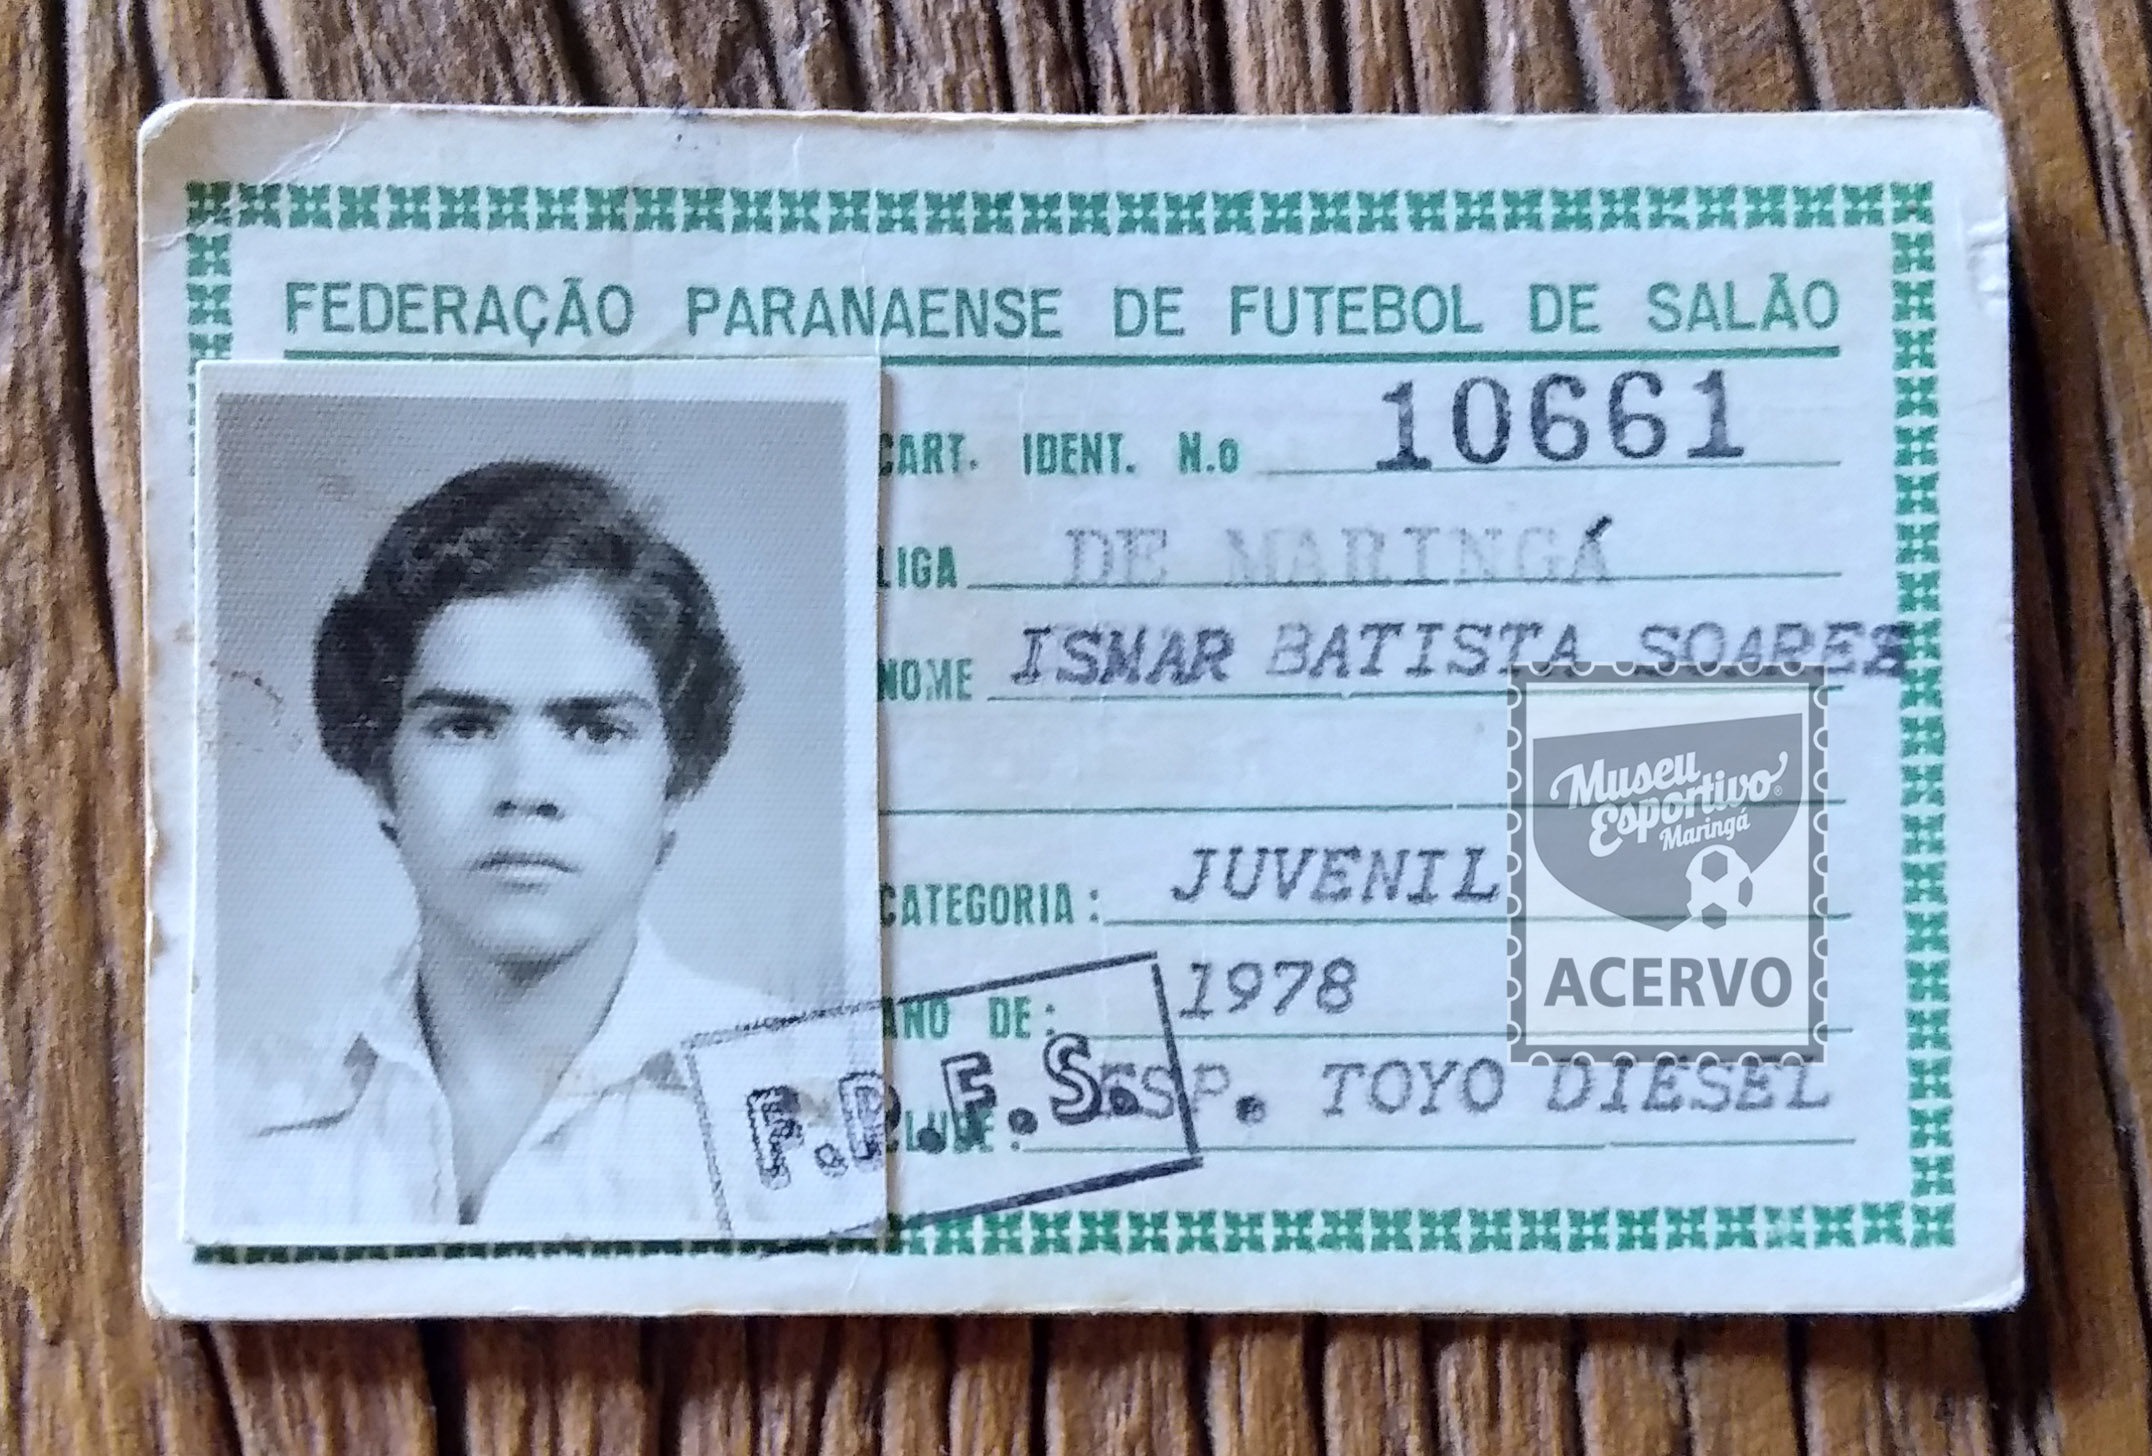 FEDERAÇÃO PARANAENSE DE FUTEBOL DE SALÃO
CART. IDENT. N.o 10661
LIGA DE MARINGÁ
NOME ISMAR BATISTA SOARES
CATEGORIA: JUVENIL
ANO DE: 1978
CLUBE: ESP. TOYO DIESEL
F.P.F.S.
Museu
Esportivo®
Maringá
ACERVO